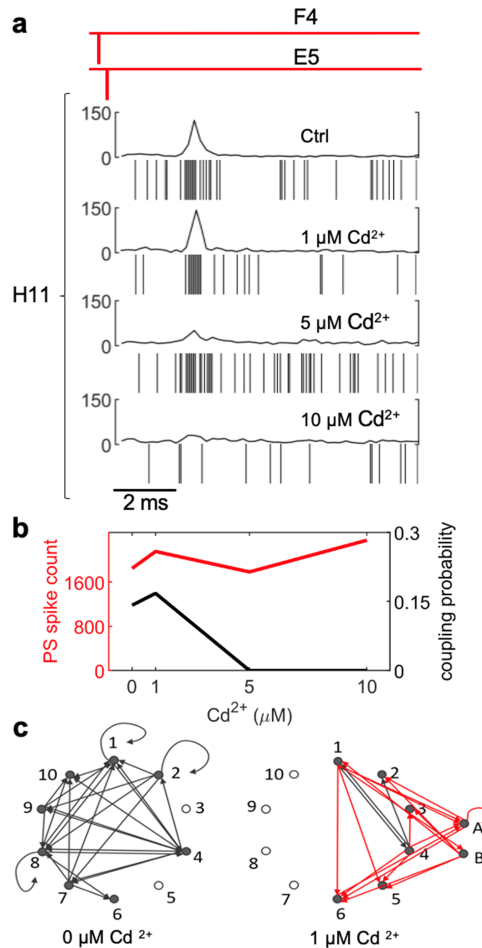 a
F4
E5
H11
150
0
Ctrl
150
0
1 µM Cd²⁺
150
0
5 µM Cd²⁺
150
0
10 µM Cd²⁺
2 ms
b
PS spike count
1600
800
0
0.3
0.15
0
coupling probability
0 1 5 10
Cd²⁺ (µM)
c
1
2
3
4
5
6
7
8
9
10
0 µM Cd ²⁺
1
2
3
4
5
6
7
8
9
10
A
B
1 µM Cd ²⁺